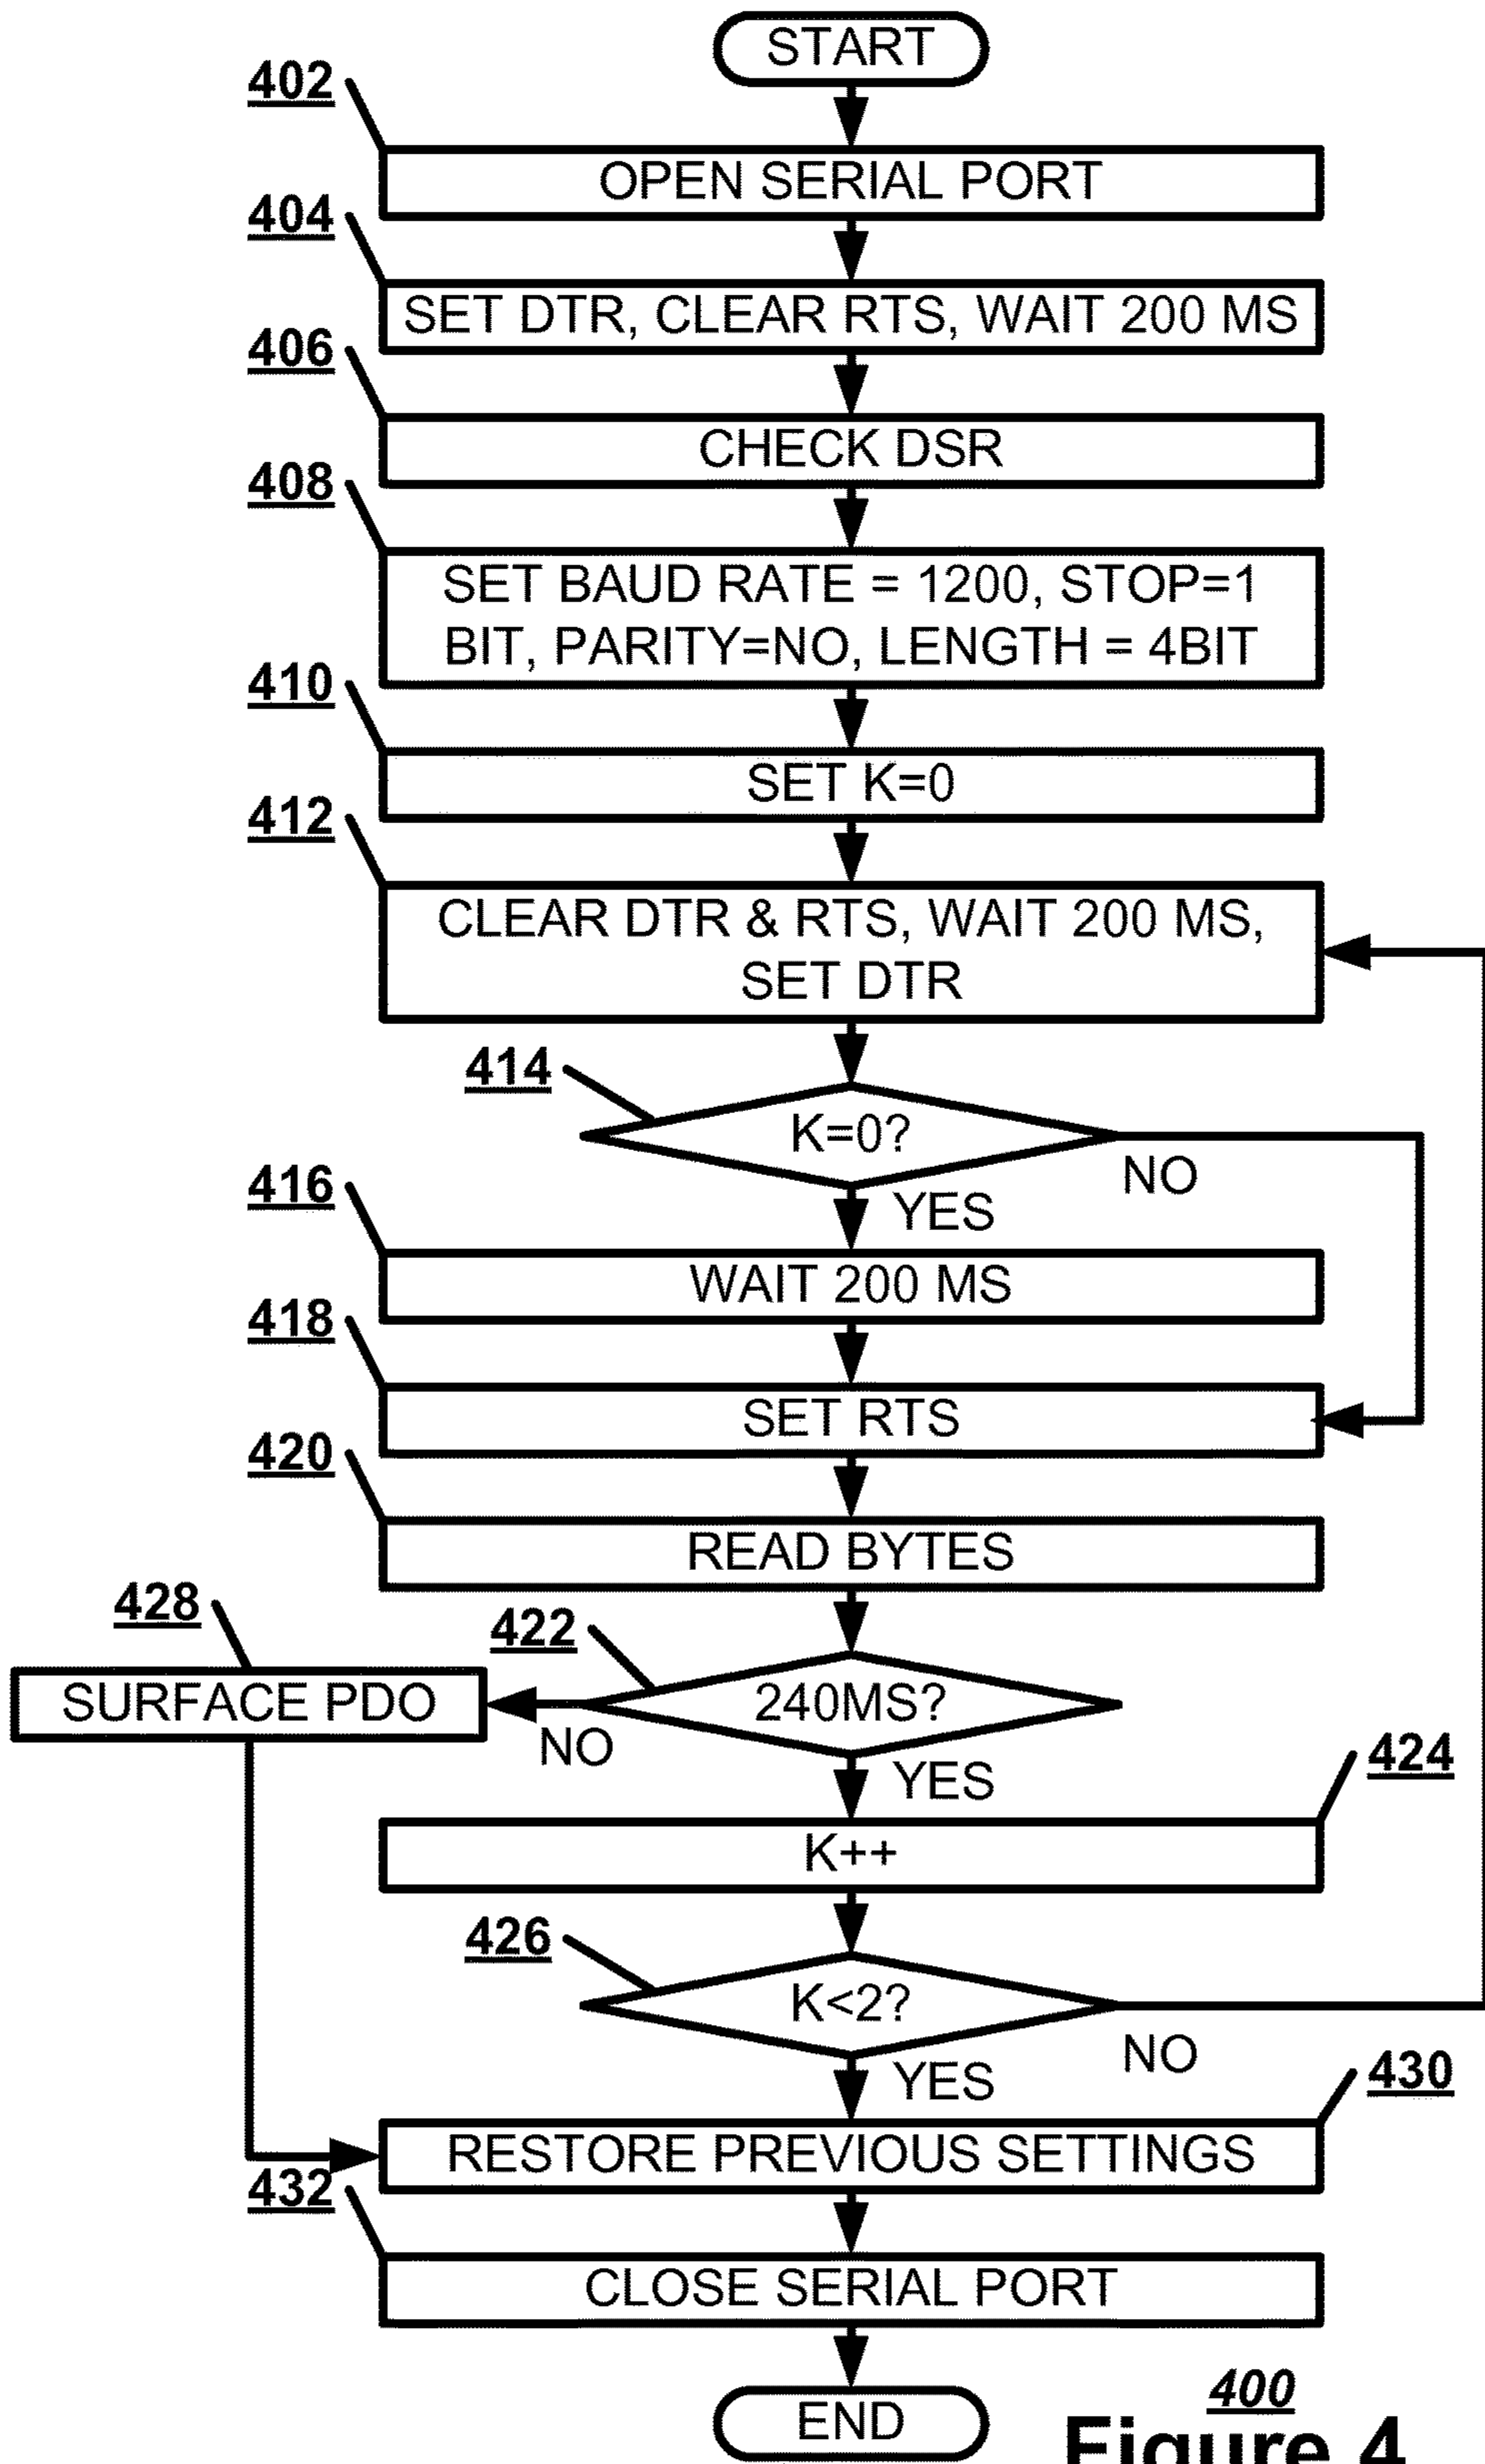 START
402
OPEN SERIAL PORT
404
SET DTR, CLEAR RTS, WAIT 200 MS
406
CHECK DSR
408
SET BAUD RATE = 1200, STOP=1
BIT, PARITY=NO, LENGTH = 4BIT
410
SET K=0
412
CLEAR DTR & RTS, WAIT 200 MS,
SET DTR
414
K=0?
NO
YES
416
WAIT 200 MS
418
SET RTS
420
READ BYTES
428
422
SURFACE PDO
240MS?
NO
YES
424
K++
426
K<2?
NO
YES
430
RESTORE PREVIOUS SETTINGS
432
CLOSE SERIAL PORT
END
400
Figure 4